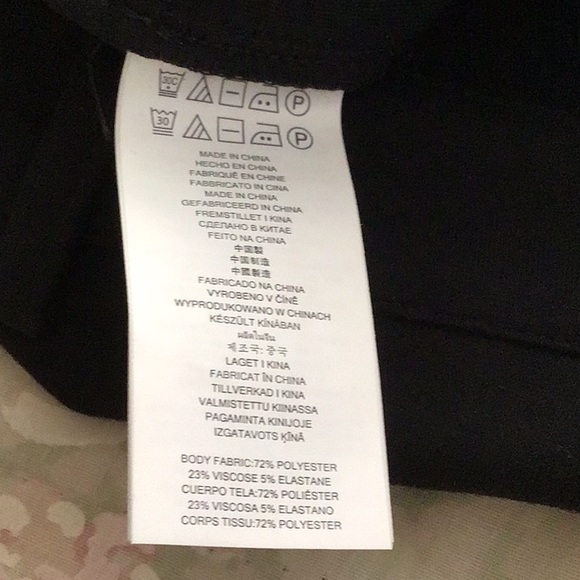 30C P
30 P
MADE IN CHINA
HECHO EN CHINA
FABRIQUÉ EN CHINE
FABBRICATO IN CINA
MADE IN CHINA
GEFABRICEERD IN CHINA
FREMSTILLET I KINA
СДЕЛАНО В КИТАЕ
FEITO NA CHINA
中国製
中国制造
中國製造
FABRICADO NA CHINA
VYROBENO V ČÍNĚ
WYPRODUKOWANO W CHINACH
KÉSZÜLT KÍNÁBAN
ผลิตในจีน
제조국: 중국
LAGET I KINA
FABRICAT ÎN CHINA
TILLVERKAD I KINA
VALMISTETTU KIINASSA
PAGAMINTA KINIJOJE
IZGATAVOTS ĶĪNĀ
BODY FABRIC:72% POLYESTER
23% VISCOSE 5% ELASTANE
CUERPO TELA:72% POLIÉSTER
23% VISCOSA 5% ELASTANO
CORPS TISSU:72% POLYESTER